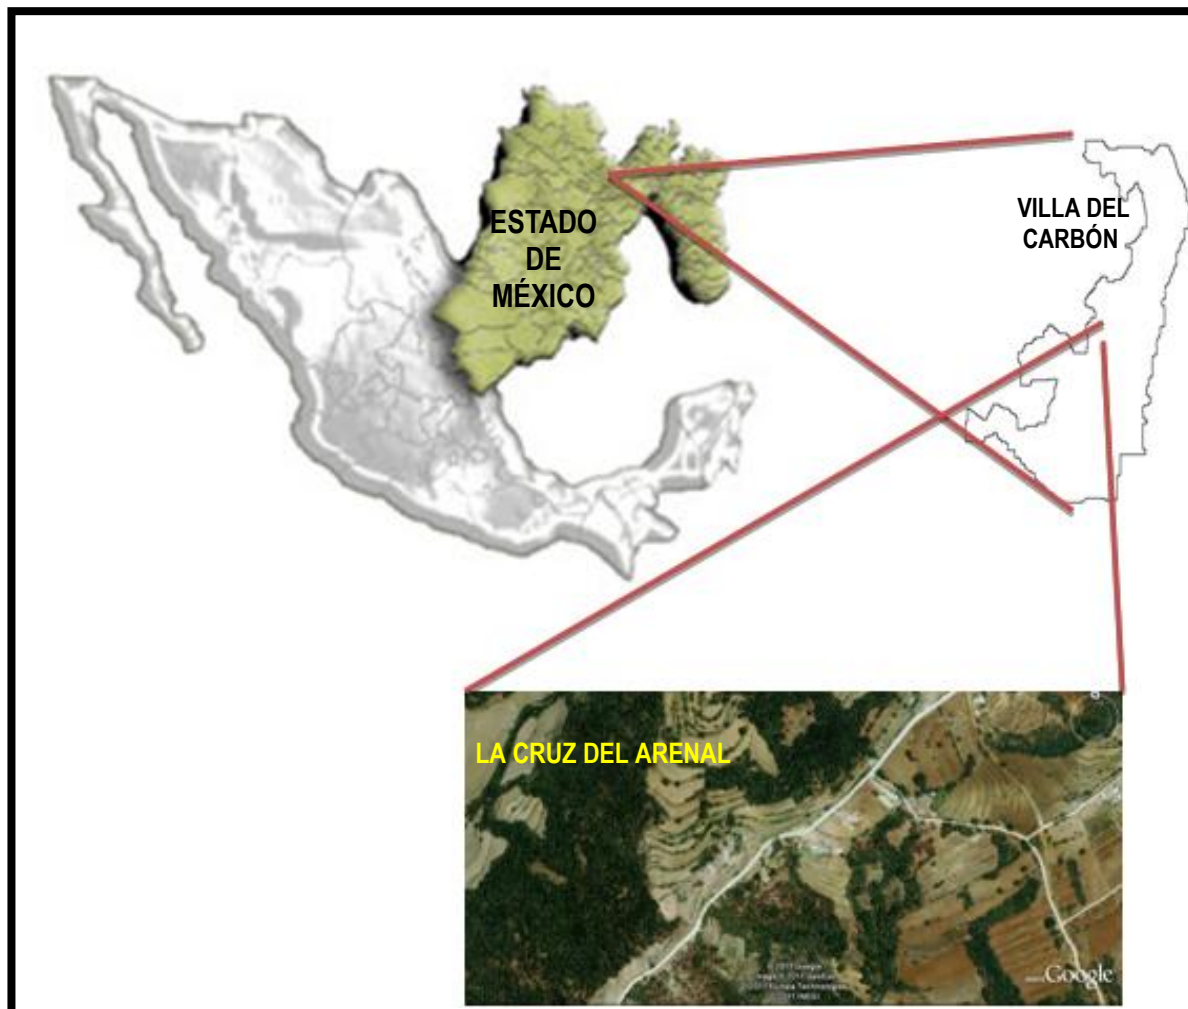 ESTADO
DE
MÉXICO
VILLA DEL
CARBÓN
LA CRUZ DEL ARENAL
Google